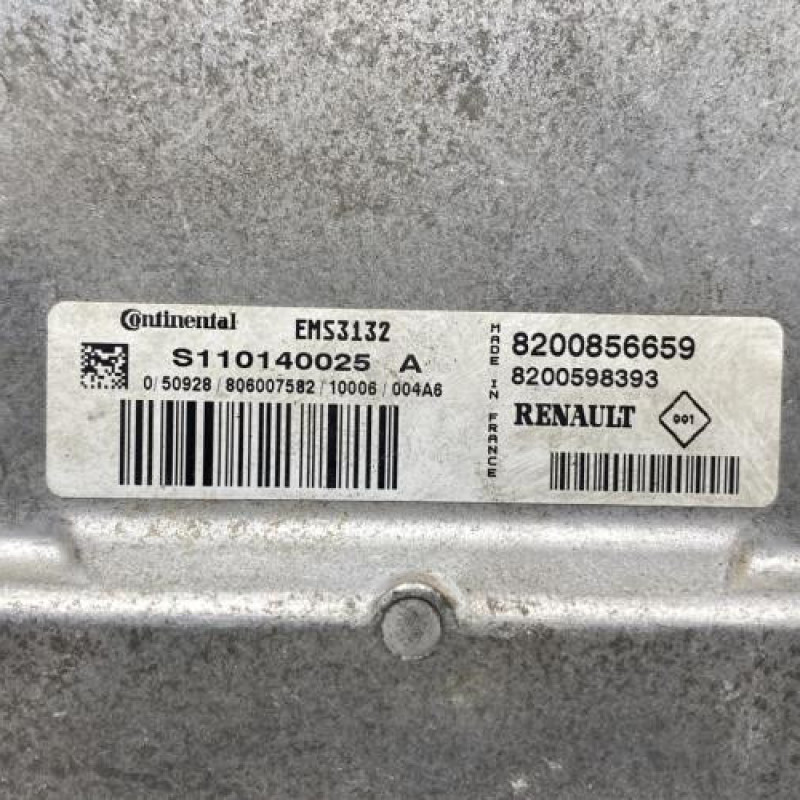 Continental EMS3132
S110140025 A
0/50928/806007582/10006/004A6
MADE IN FRANCE
8200856659
8200598393
RENAULT 001